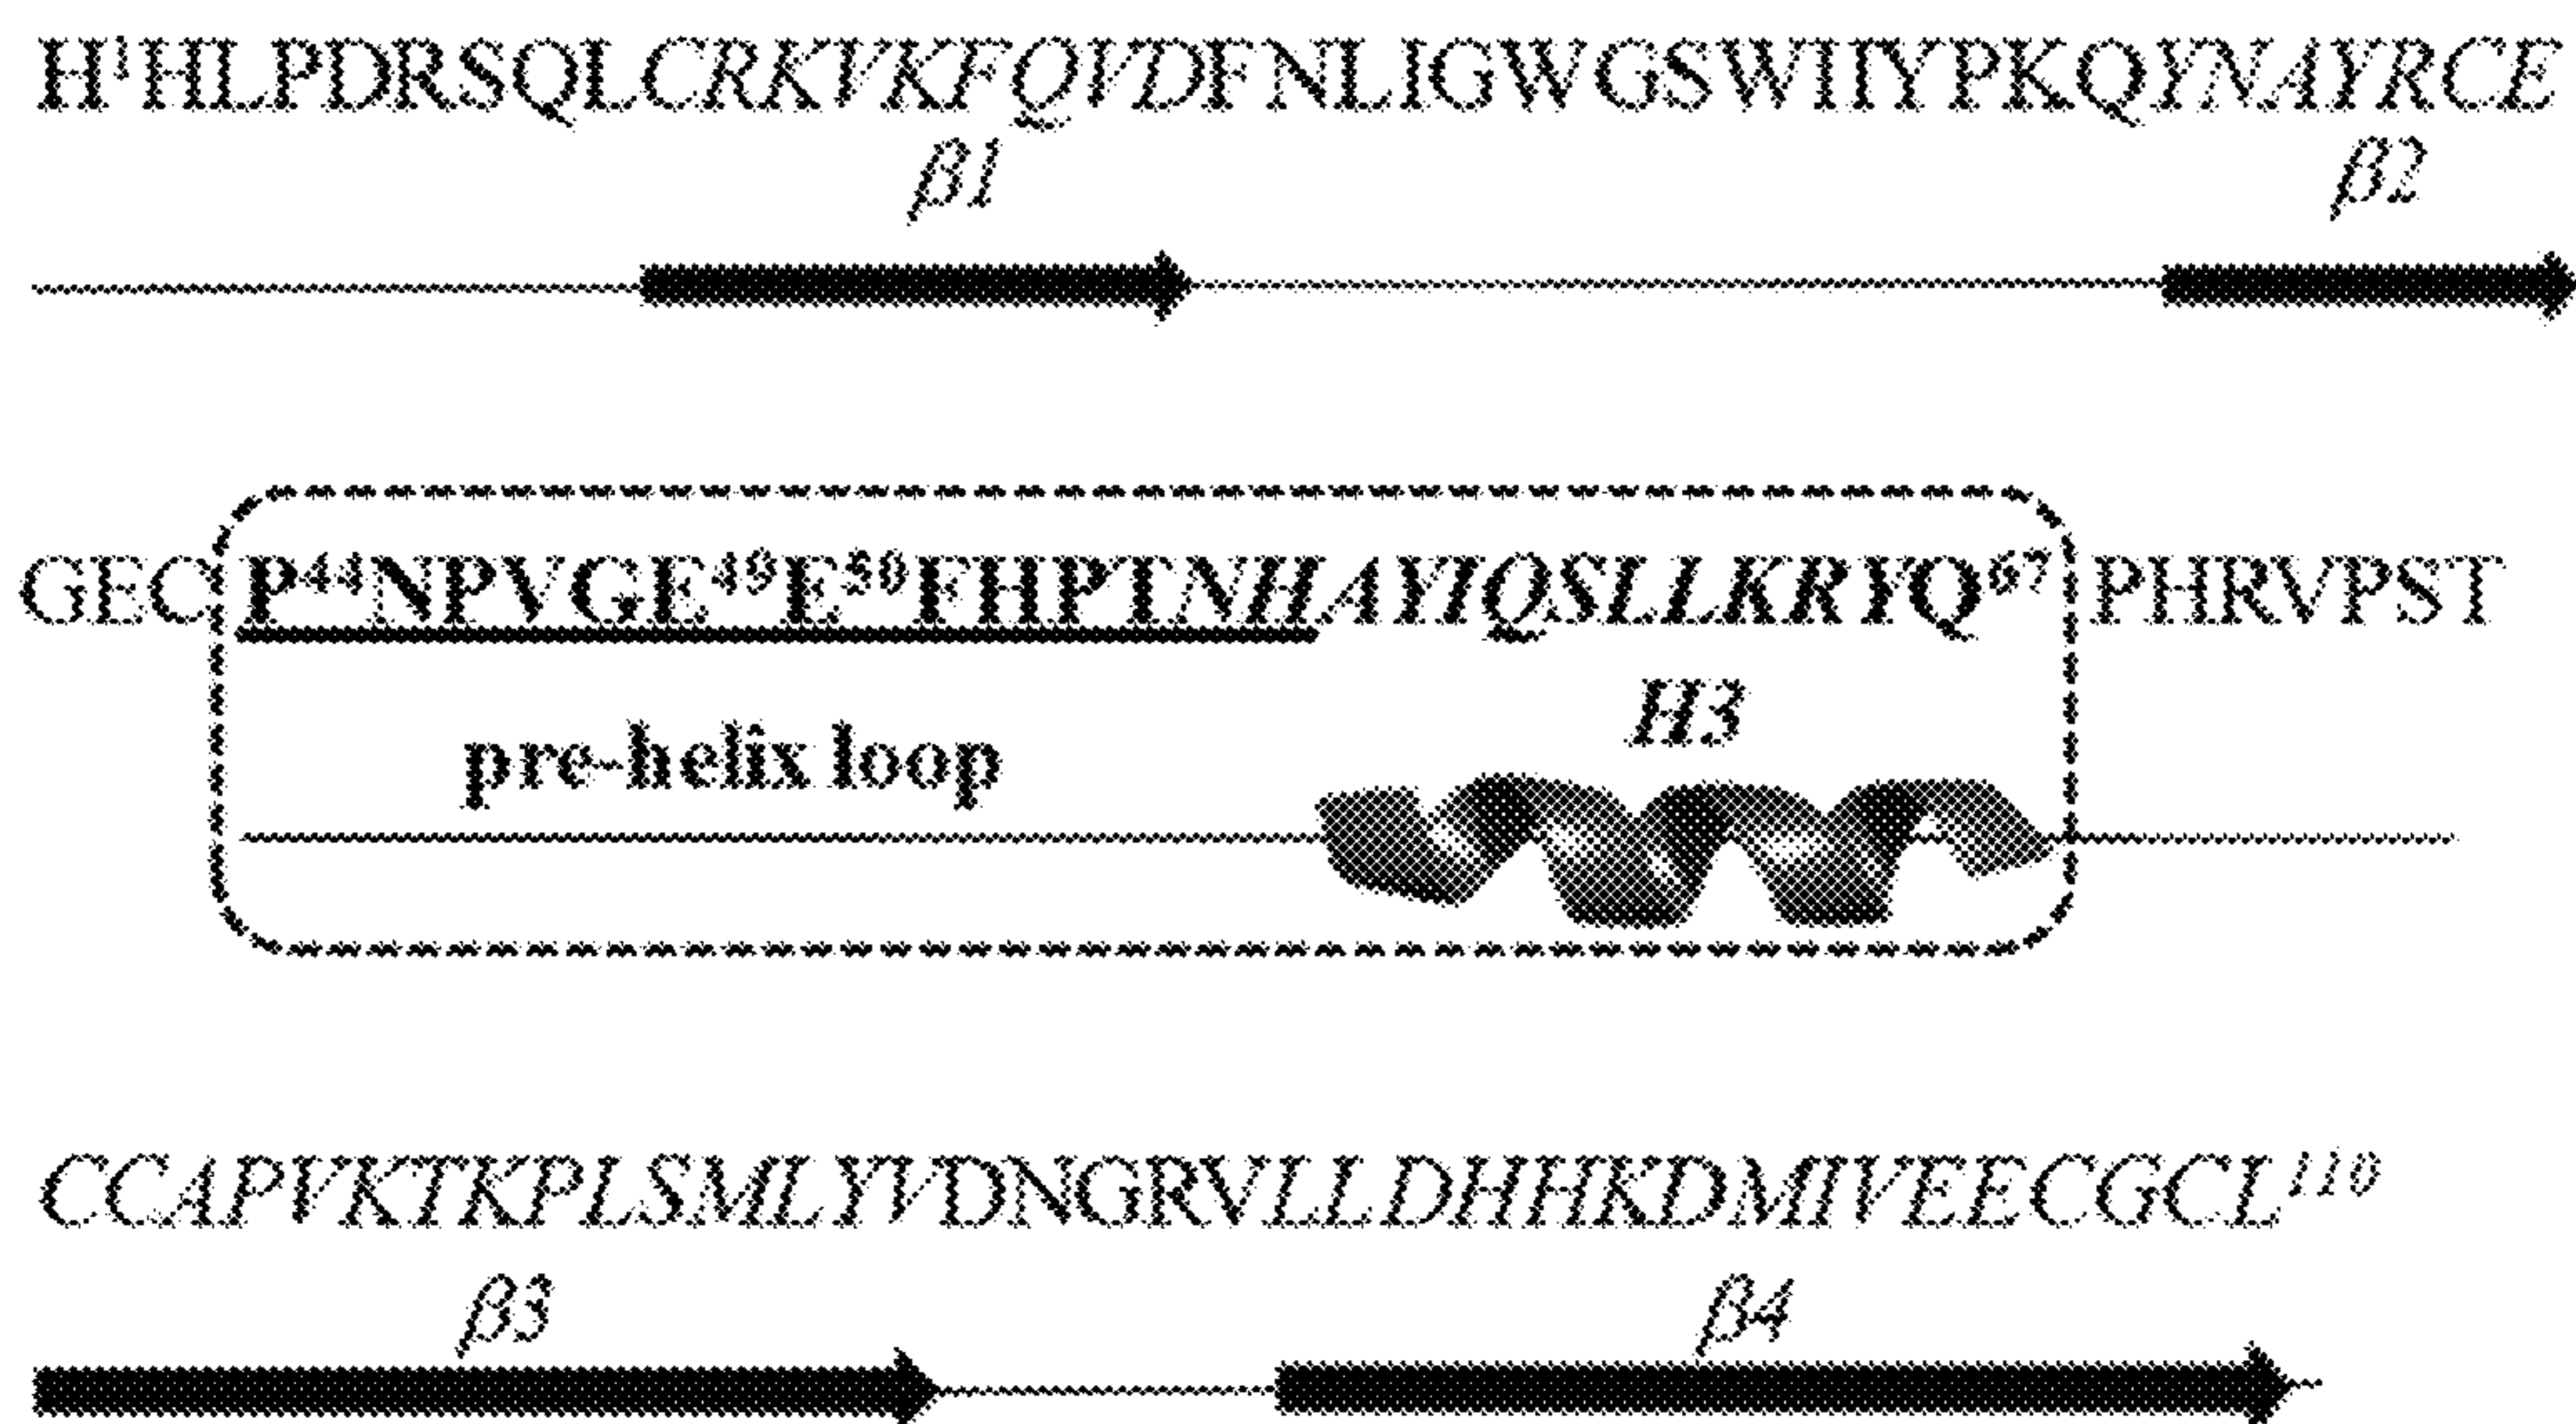 H¹HLPDRSQLCRKVKFQVDFNLIGWGSWIIYPKQYNAYRCE
β1 β2
GEC P⁴⁴NPVGE⁴⁹E⁵⁰FHPTNHAYIQSLLKRYQ⁶⁷ PHRVPST
H3
pre-helix loop
CCAPVKTKPLSMLYVDNGRVLLDHHKDMIVEECGCL¹¹⁰
β3 β4